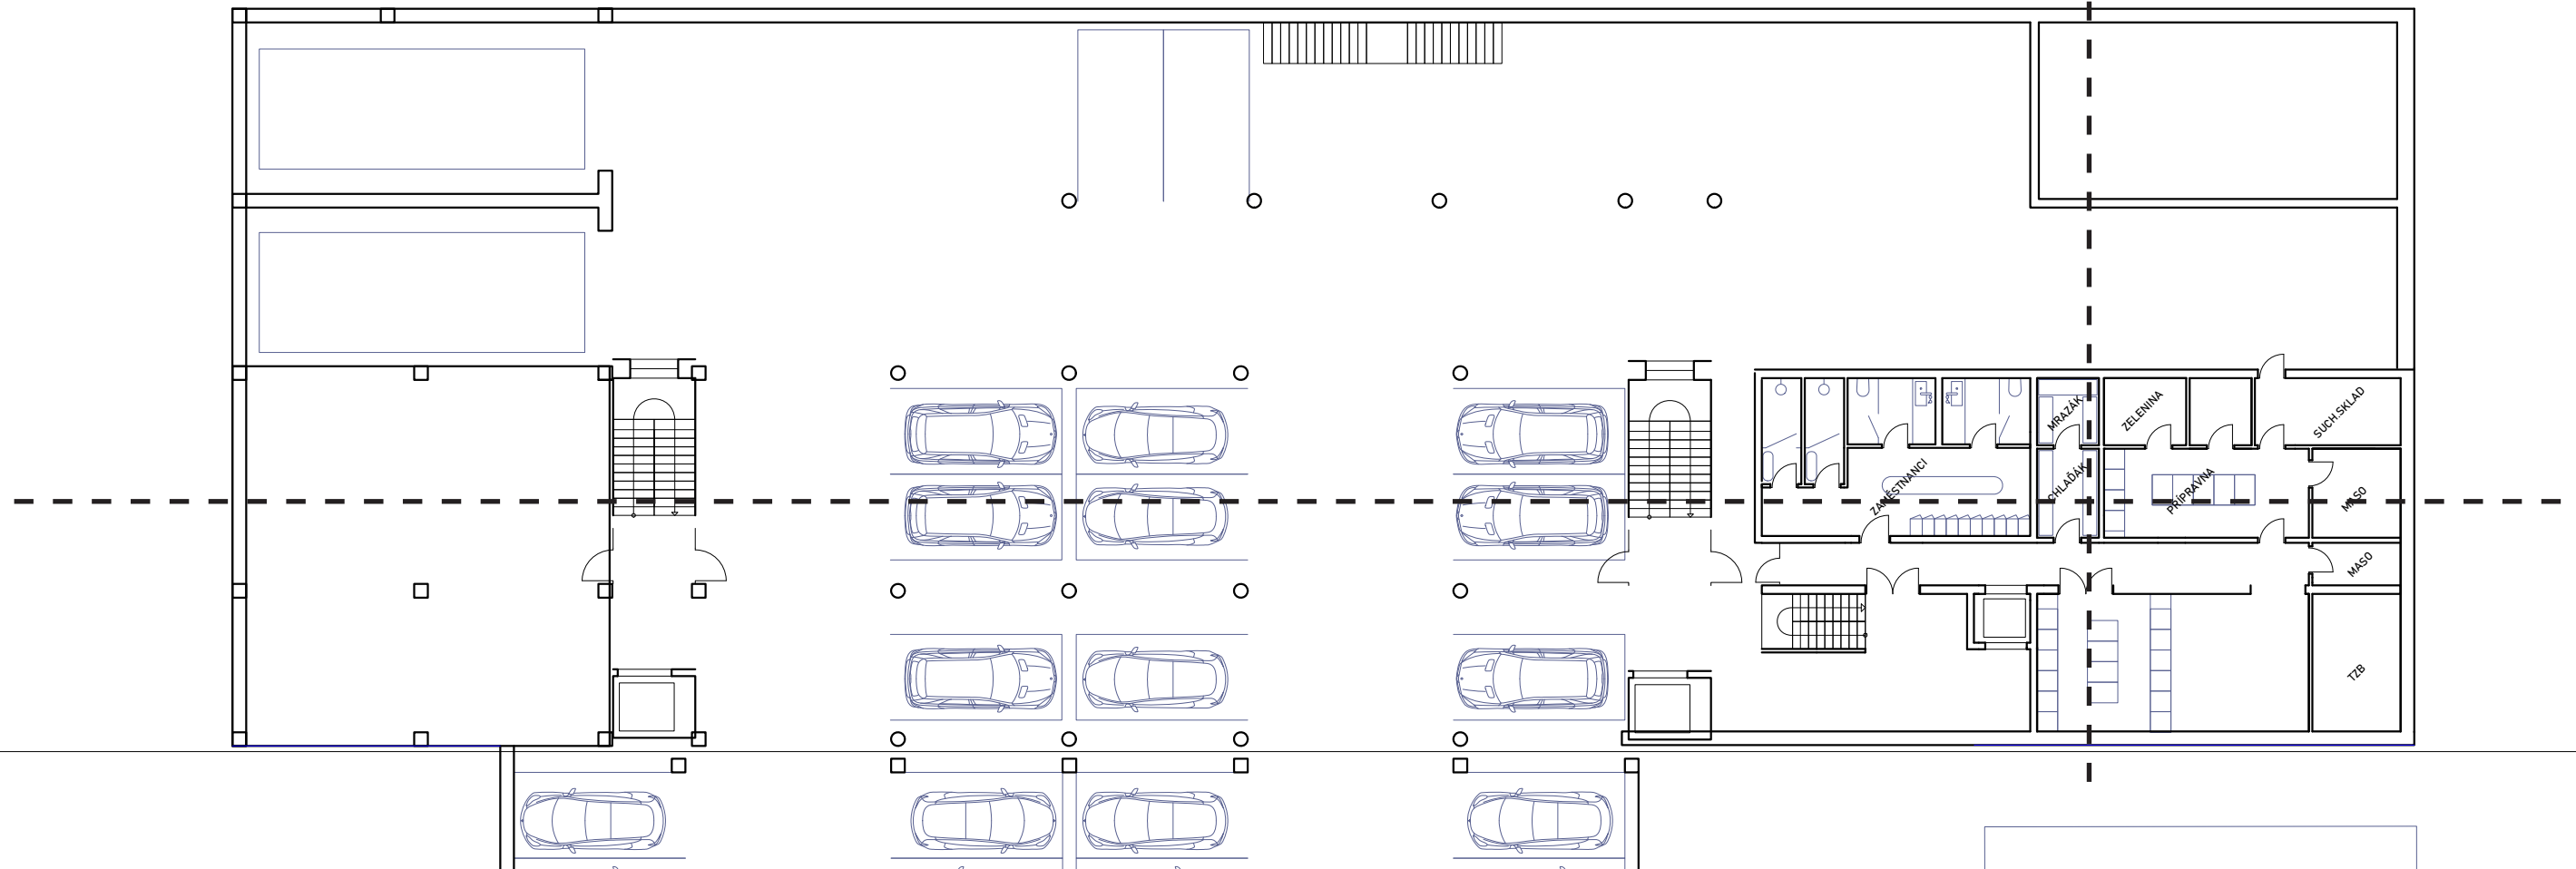 MRAZÁK
ZELENINA
SUCH.SKLAD
ZAMĚSTNANCI
CHLAĎÁK
PŘÍPRAVNA
MASO
MASO
TZB